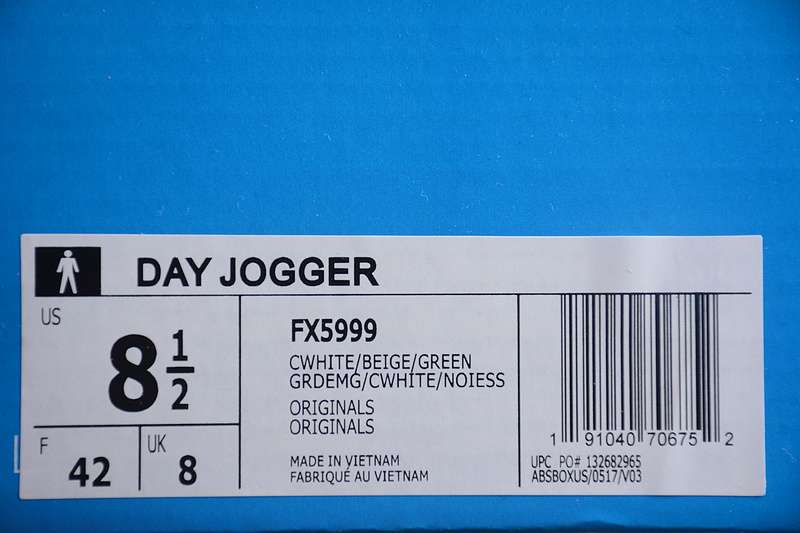 DAY JOGGER
US
8 1/2
F
42
UK
8
FX5999
CWHITE/BEIGE/GREEN
GRDEMG/CWHITE/NOIESS
ORIGINALS
ORIGINALS
MADE IN VIETNAM
FABRIQUÉ AU VIETNAM
1 91040 70675 2
UPC PO# 132682965
ABSBOXUS/0517/V03